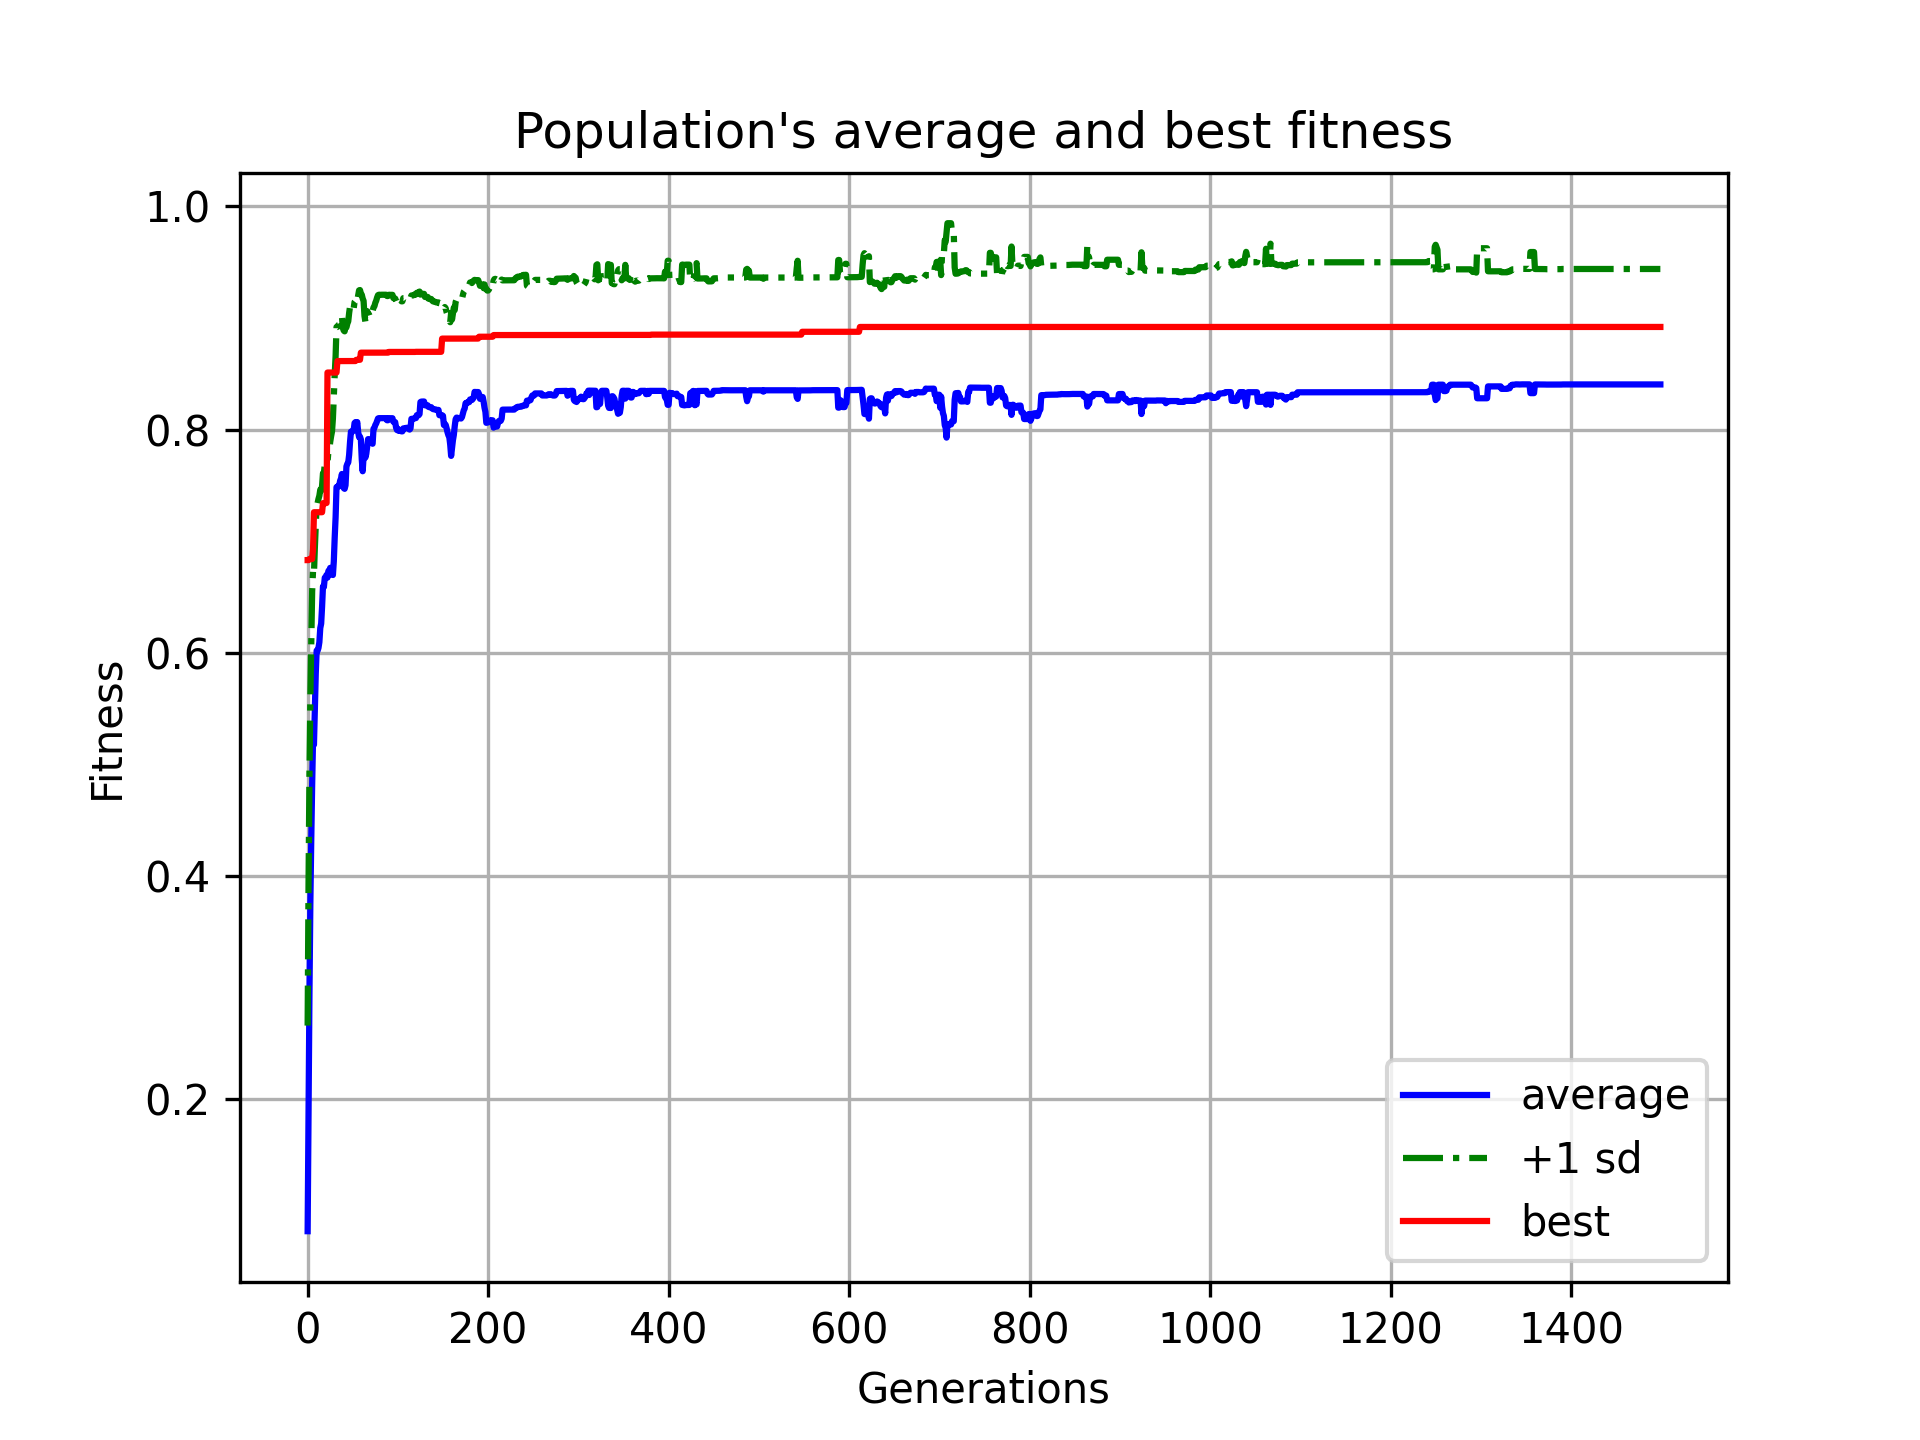 Population's average and best fitness
1.0
0.8
0.6
0.4
0.2
Fitness
0 200 400 600 800 1000 1200 1400
Generations
average
+1 sd
best